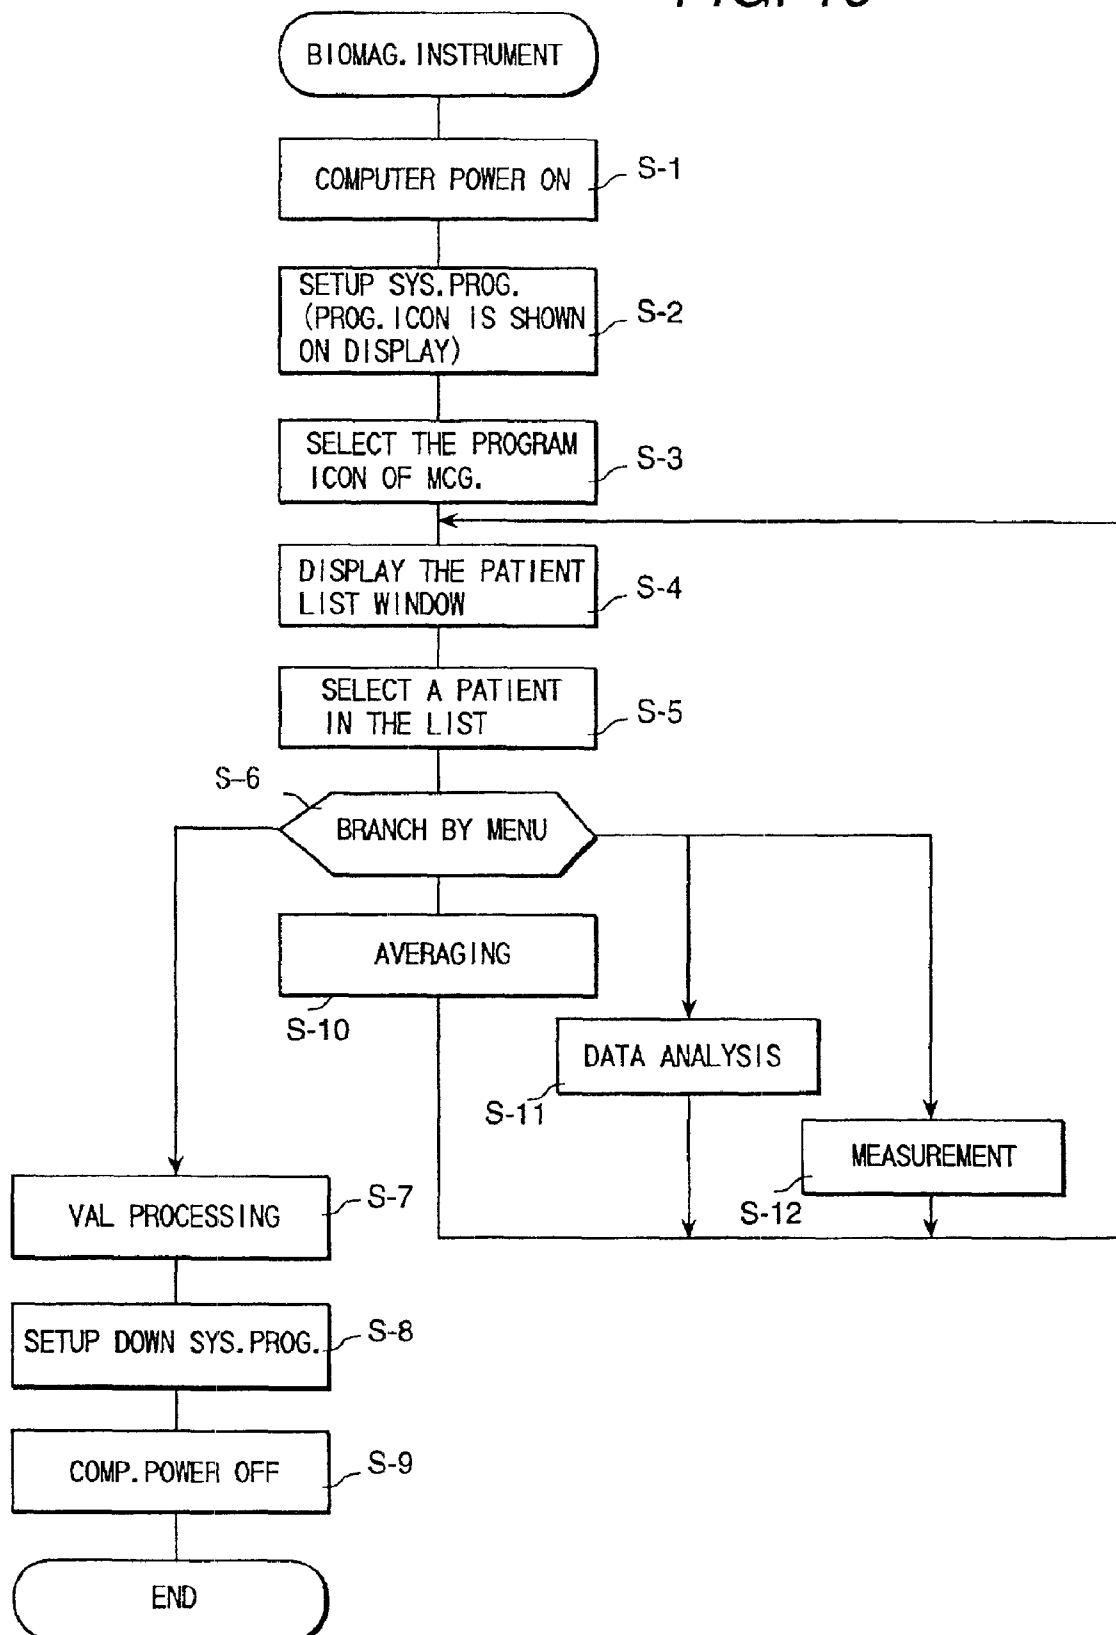 BIOMAG. INSTRUMENT
COMPUTER POWER ON
S-1
SETUP SYS.PROG.
(PROG.ICON IS SHOWN
ON DISPLAY)
S-2
SELECT THE PROGRAM
ICON OF MCG.
S-3
DISPLAY THE PATIENT
LIST WINDOW
S-4
SELECT A PATIENT
IN THE LIST
S-5
S-6
BRANCH BY MENU
AVERAGING
S-10
DATA ANALYSIS
S-11
MEASUREMENT
S-12
VAL PROCESSING
S-7
SETUP DOWN SYS.PROG.
S-8
COMP.POWER OFF
S-9
END